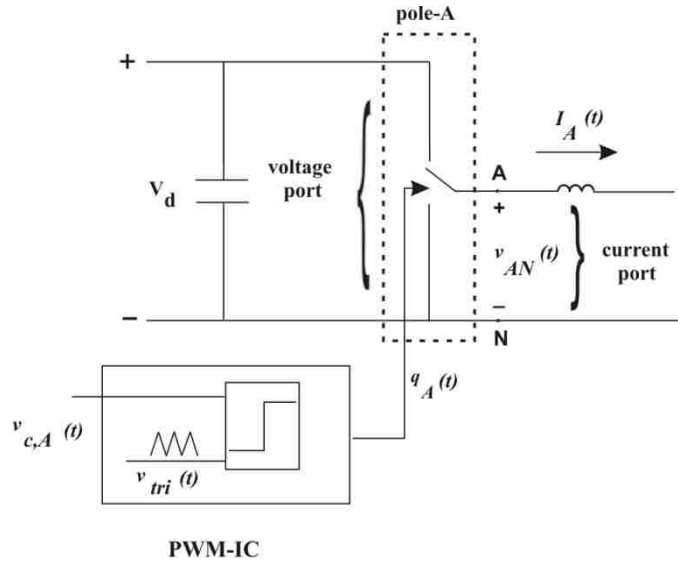 pole-A
+
I_A (t)
V_d
voltage
port
A
+
v_AN (t)
current
port
−
−
N
q_A (t)
v_c,A (t)
v_tri (t)
PWM-IC